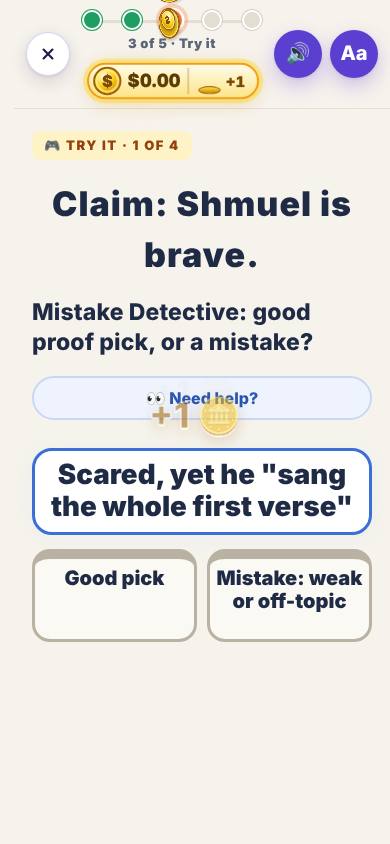 3 of 5 · Try it
$ $0.00 +1
Aa
🎮 TRY IT · 1 OF 4
Claim: Shmuel is
brave.
Mistake Detective: good
proof pick, or a mistake?
👀 Need help?
+1
Scared, yet he "sang
the whole first verse"
Good pick
Mistake: weak
or off-topic